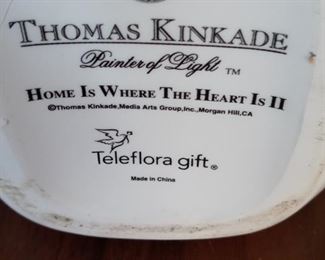 THOMAS KINKADE
Painter of Light ™
HOME IS WHERE THE HEART IS II
©Thomas Kinkade,Media Arts Group,Inc.,Morgan Hill,CA
Teleflora gift®
Made in China